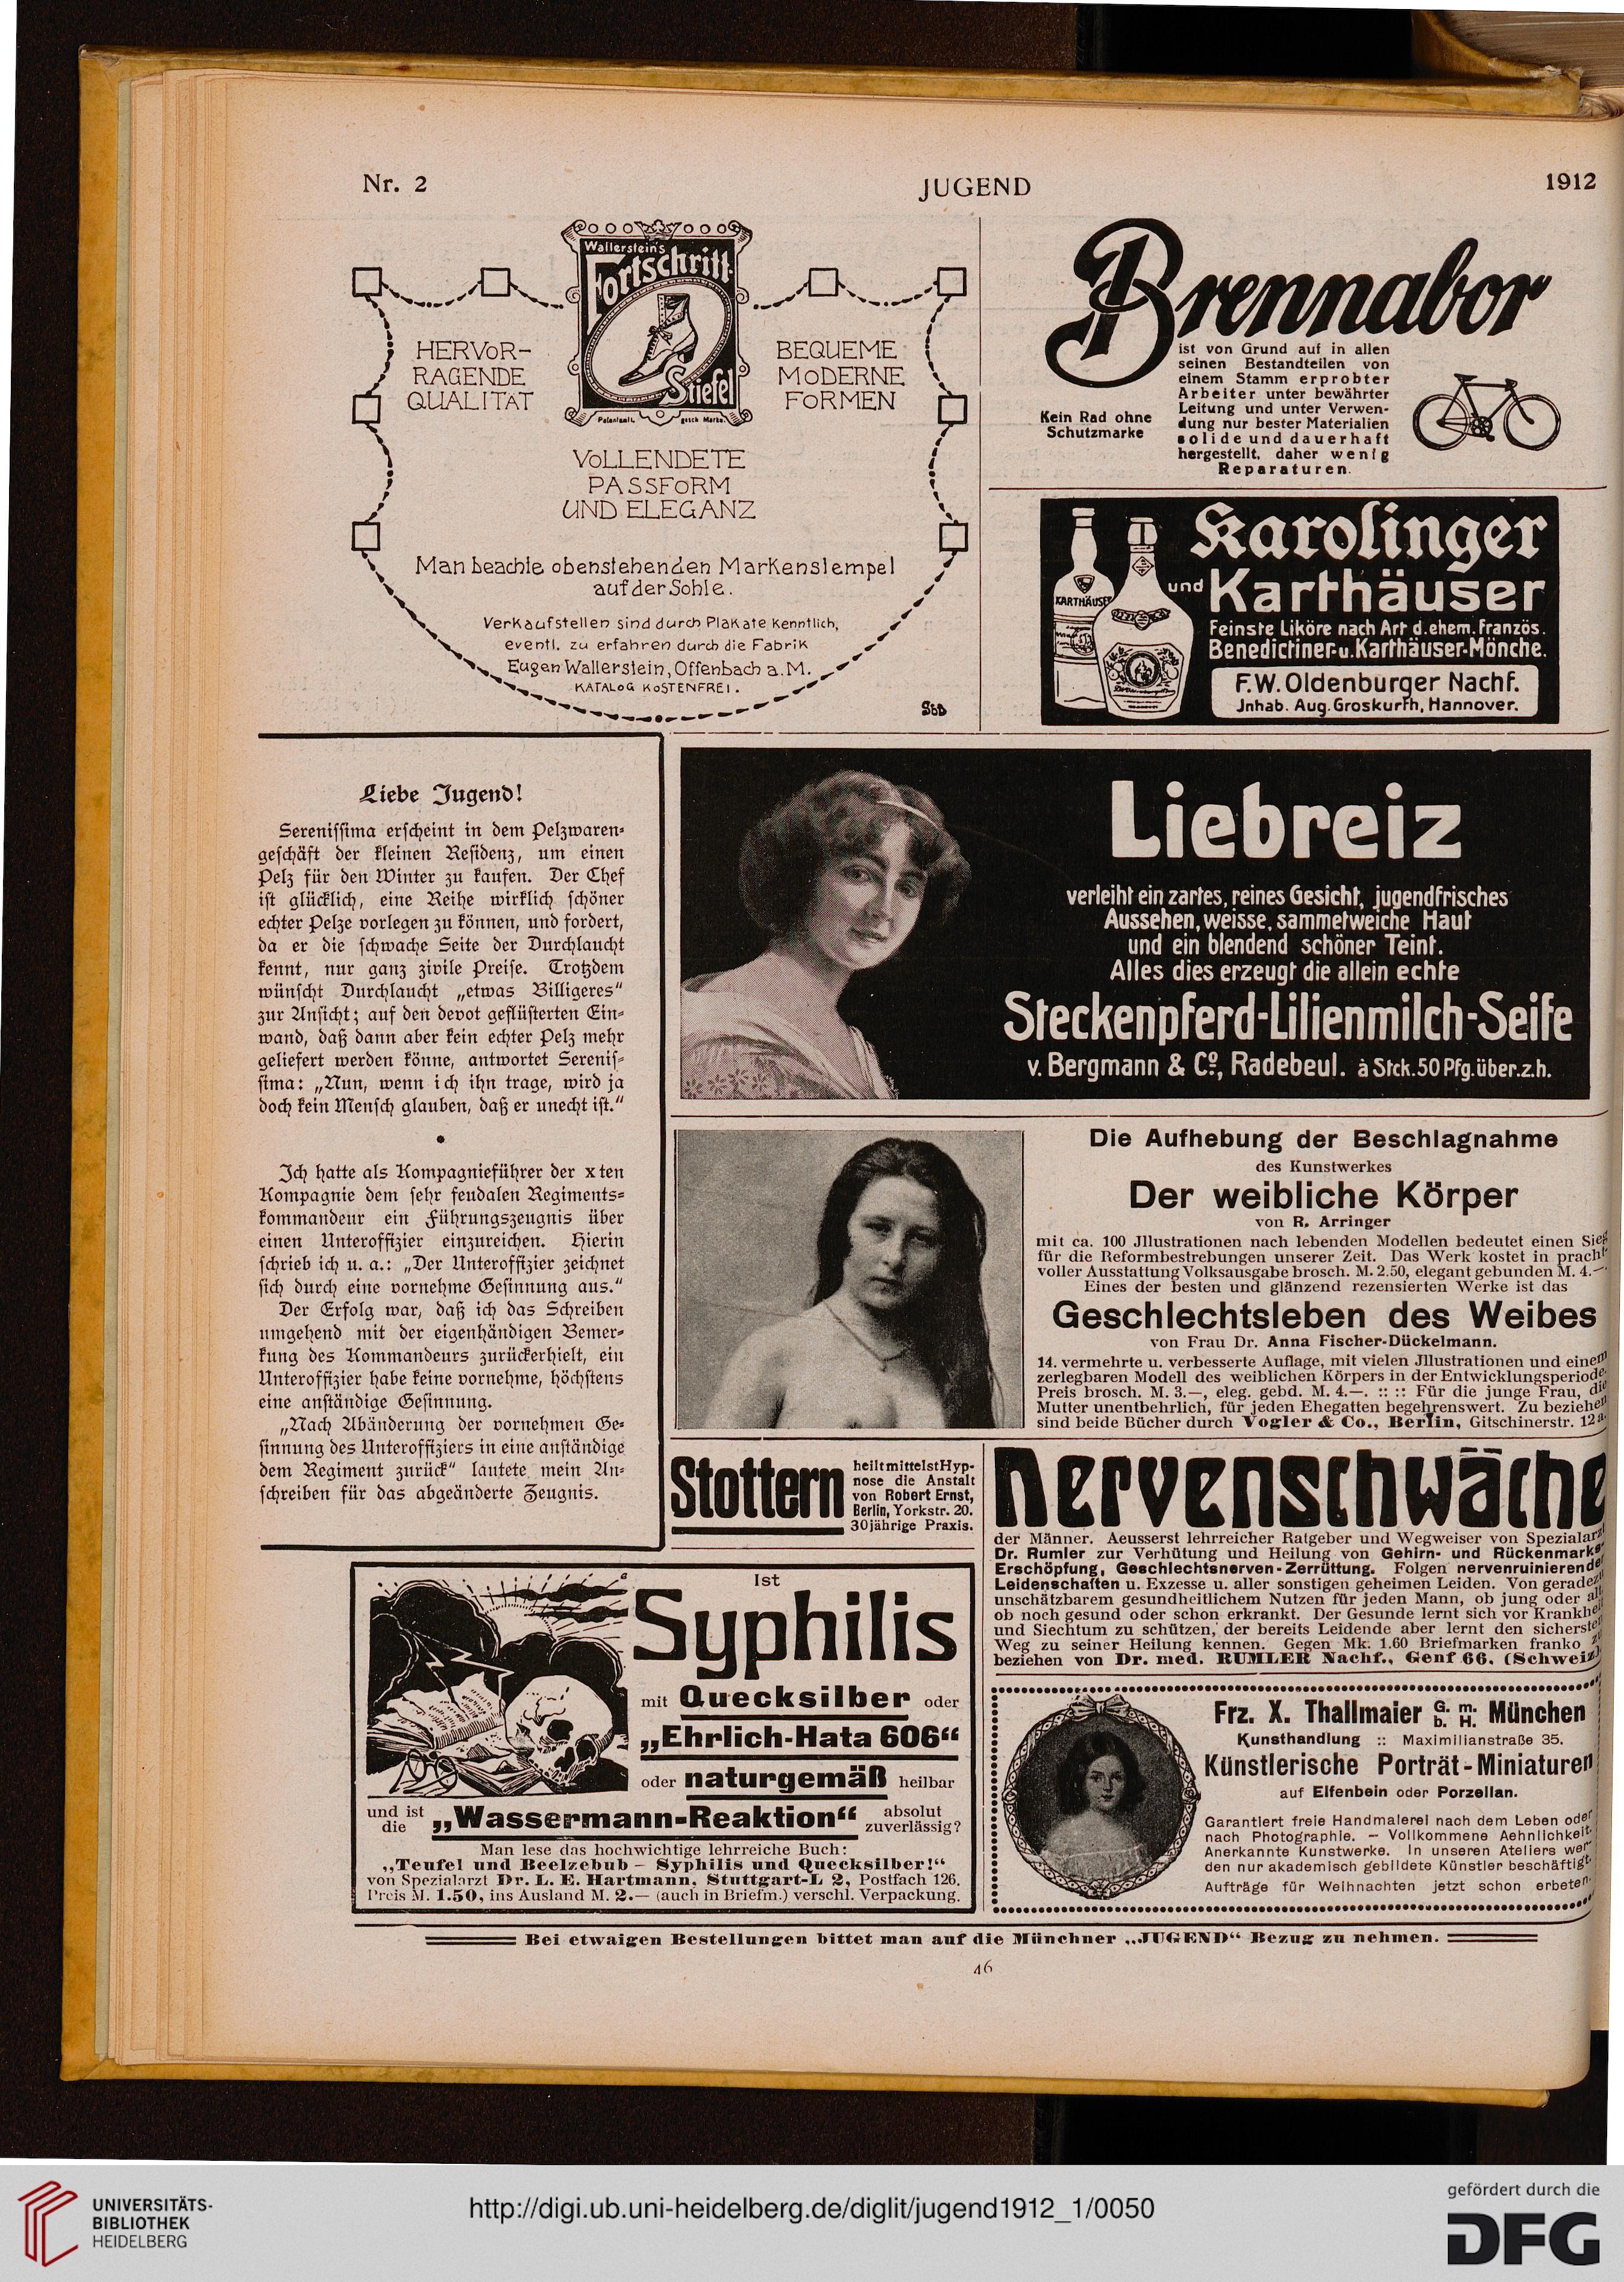 Nr. 2
JUGEND
1912
Wallerstein's
Fortschritt
Stiefel
Patentamtl. gesch Marke.
HERVOR-
RAGENDE
QUALITÄT
BEQUEME
MODERNE
FORMEN
VOLLENDETE
PASSFORM
UND ELEGANZ
Man beachte obenstehenden Markenstempel
auf der Sohle.
Verkaufstellen sind durch Plakate kenntlich,
eventl. zu erfahren durch die Fabrik
Eugen Wallerstein, Offenbach a.M.
KATALOG KOSTENFREI.
Brennabor
Kein Rad ohne
Schutzmarke
ist von Grund auf in allen
seinen Bestandteilen von
einem Stamm erprobter
Arbeiter unter bewährter
Leitung und unter Verwen-
dung nur bester Materialien
solide und dauerhaft
hergestellt, daher wenig
Reparaturen.
KARTHÄUSER
Karolinger
und Karthäuser
Feinste Liköre nach Art d.ehem.französ.
Benedictiner-u.Karthäuser-Mönche.
F.W.Oldenburger Nachf.
Jnhab. Aug.Groskurth, Hannover.
Liebe Jugend!
Serenissima erscheint in dem Pelzwaren-
geschäft der kleinen Residenz, um einen
Pelz für den Winter zu kaufen. Der Chef
ist glücklich, eine Reihe wirklich schöner
echter Pelze vorlegen zu können, und fordert,
da er die schwache Seite der Durchlaucht
kennt, nur ganz zivile Preise. Trotzdem
wünscht Durchlaucht „etwas Billigeres“
zur Ansicht; auf den devot geflüsterten Ein-
wand, daß dann aber kein echter Pelz mehr
geliefert werden könne, antwortet Serenis-
sima: „Nun, wenn ich ihn trage, wird ja
doch kein Mensch glauben, daß er unecht ist.“
Ich hatte als Kompagnieführer der x ten
Kompagnie dem sehr feudalen Regiments-
kommandeur ein Führungszeugnis über
einen Unteroffizier einzureichen. Hierin
schrieb ich u. a.: „Der Unteroffizier zeichnet
sich durch eine vornehme Gesinnung aus.“
Der Erfolg war, daß ich das Schreiben
umgehend mit der eigenhändigen Bemer-
kung des Kommandeurs zurückerhielt, ein
Unteroffizier habe keine vornehme, höchstens
eine anständige Gesinnung.
„Nach Abänderung der vornehmen Ge-
sinnung des Unteroffiziers in eine anständige
dem Regiment zurück“ lautete mein An-
schreiben für das abgeänderte Zeugnis.
Liebreiz
verleiht ein zartes, reines Gesicht, jugendfrisches
Aussehen, weisse, sammetweiche Haut
und ein blendend schöner Teint.
Alles dies erzeugt die allein echte
Steckenpferd-Lilienmilch-Seife
v. Bergmann & Co., Radebeul. à Stck. 50 Pfg. über.z.h.
Die Aufhebung der Beschlagnahme
des Kunstwerkes
Der weibliche Körper
von R. Arringer
mit ca. 100 Jllustrationen nach lebenden Modellen bedeutet einen Sieg
für die Reformbestrebungen unserer Zeit. Das Werk kostet in pracht-
voller Ausstattung Volksausgabe brosch. M. 2.50, elegant gebunden M. 4.—.
Eines der besten und glänzend rezensierten Werke ist das
Geschlechtsleben des Weibes
von Frau Dr. Anna Fischer-Dückelmann.
14. vermehrte u. verbesserte Auflage, mit vielen Jllustrationen und einem
zerlegbaren Modell des weiblichen Körpers in der Entwicklungsperiode.
Preis brosch. M. 3.—, eleg. gebd. M. 4.—. :: :: Für die junge Frau, die
Mutter unentbehrlich, für jeden Ehegatten begehrenswert. Zu beziehen
sind beide Bücher durch Vogler & Co., Berlin, Gitschinerstr. 12a.
Stottern
heilt mittelst Hyp-
nose die Anstalt
von Robert Ernst,
Berlin, Yorkstr. 20.
30jährige Praxis.
Nervenschwäche
der Männer. Aeusserst lehrreicher Ratgeber und Wegweiser von Spezialarzt
Dr. Rumler zur Verhütung und Heilung von Gehirn- und Rückenmarks-
Erschöpfung, Geschlechtsnerven-Zerrüttung. Folgen nervenruinierender
Leidenschaften u. Exzesse u. aller sonstigen geheimen Leiden. Von geradezu
unschätzbarem gesundheitlichem Nutzen für jeden Mann, ob jung oder alt,
ob noch gesund oder schon erkrankt. Der Gesunde lernt sich vor Krankheit
und Siechtum zu schützen, der bereits Leidende aber lernt den sichersten
Weg zu seiner Heilung kennen. Gegen Mk. 1.60 Briefmarken franko zu
beziehen von Dr. med. RUMLER Nachf., Genf 66. (Schweiz).
Ist
Syphilis
mit Quecksilber oder
„Ehrlich-Hata 606“
oder naturgemäß heilbar
und ist die „Wassermann-Reaktion“ absolut zuverlässig?
Man lese das hochwichtige lehrreiche Buch:
„Teufel und Beelzebub – Syphilis und Quecksilber!“
von Spezialarzt Dr. L. E. Hartmann, Stuttgart-L 2, Postfach 126.
Preis M. 1.50, ins Ausland M. 2.— (auch in Briefm.) verschl. Verpackung.
Frz. X. Thallmaier G. m. b. H. München
Kunsthandlung :: Maximilianstraße 35.
Künstlerische Porträt-Miniaturen
auf Elfenbein oder Porzellan.
Garantiert freie Handmalerei nach dem Leben oder
nach Photographie. – Vollkommene Aehnlichkeit.
Anerkannte Kunstwerke. In unseren Ateliers wer-
den nur akademisch gebildete Künstler beschäftigt.
Aufträge für Weihnachten jetzt schon erbeten.
Bei etwaigen Bestellungen bittet man auf die Münchner „JUGEND“ Bezug zu nehmen.
46
UNIVERSITÄTS-
BIBLIOTHEK
HEIDELBERG
http://digi.ub.uni-heidelberg.de/diglit/jugend1912_1/0050
gefördert durch die
DFG